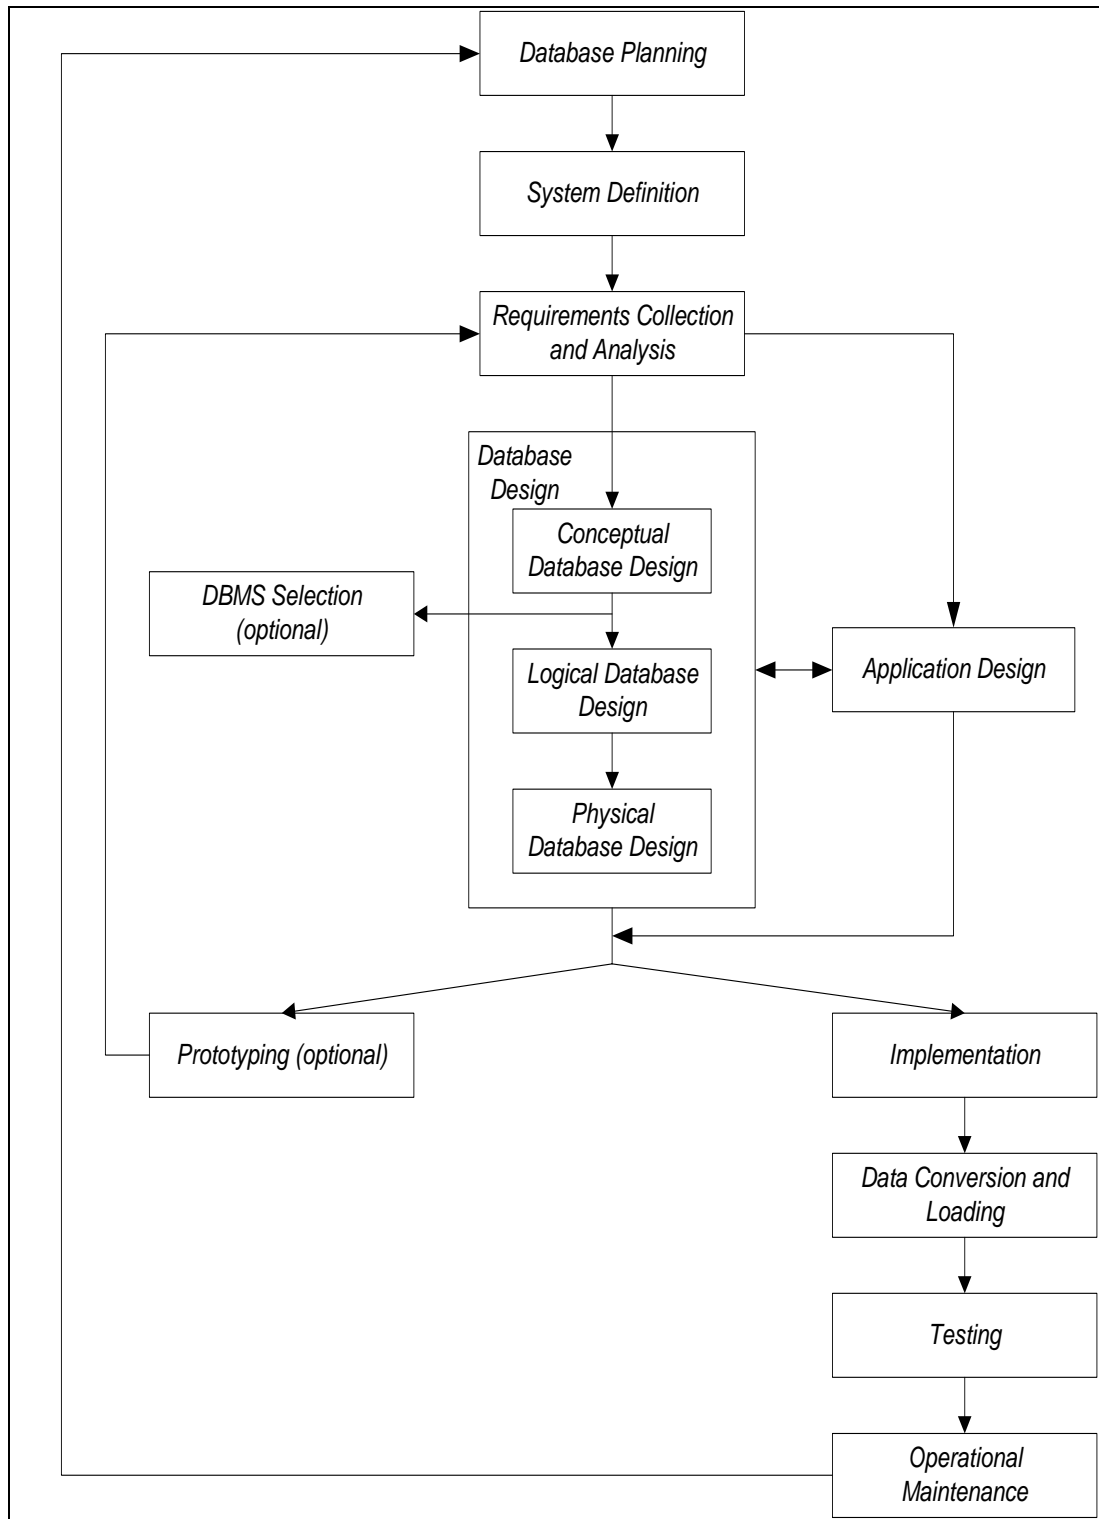 Database Planning
System Definition
Requirements Collection
and Analysis
Database
Design
Conceptual
Database Design
DBMS Selection
(optional)
Logical Database
Design
Application Design
Physical
Database Design
Prototyping (optional)
Implementation
Data Conversion and
Loading
Testing
Operational
Maintenance